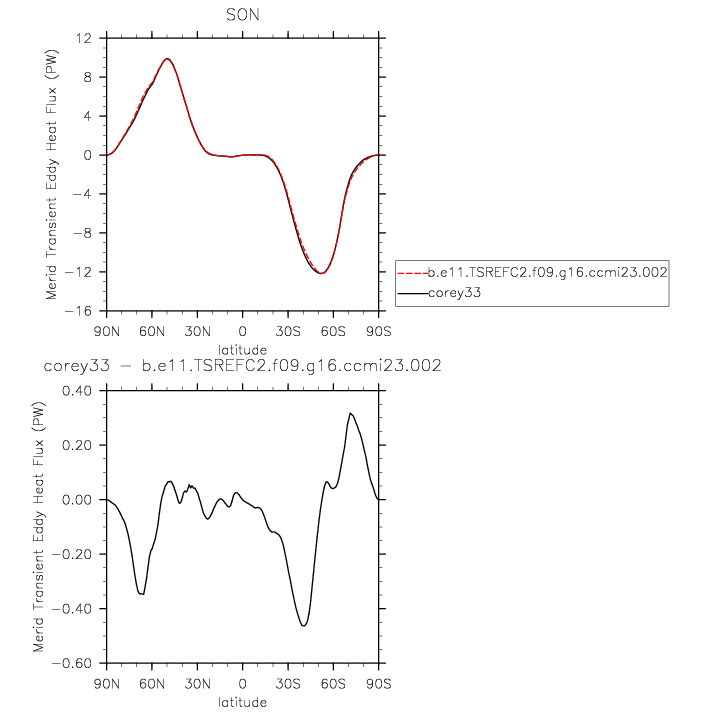 SON
Merid Transient Eddy Heat Flux (PW)
12
8
4
0
−4
−8
−12
−16
90N 60N 30N 0 30S 60S 90S
latitude
b.e11.TSREFC2.f09.g16.ccmi23.002
corey33
corey33 − b.e11.TSREFC2.f09.g16.ccmi23.002
Merid Transient Eddy Heat Flux (PW)
0.40
0.20
0.00
−0.20
−0.40
−0.60
90N 60N 30N 0 30S 60S 90S
latitude